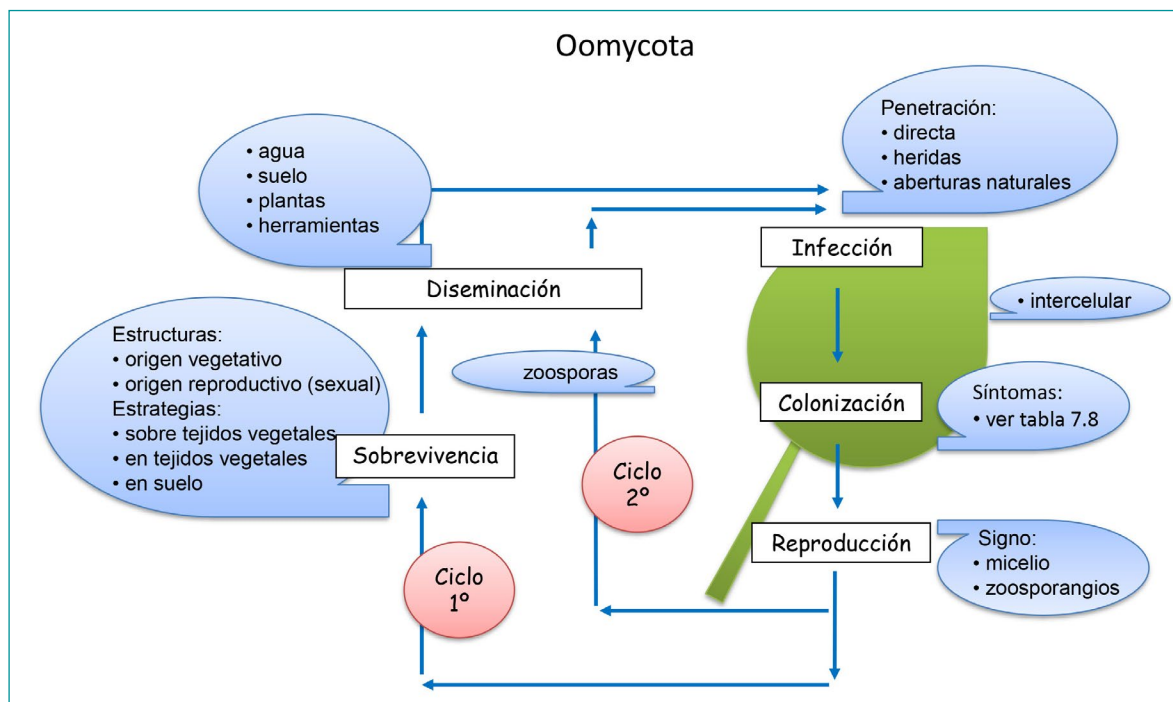 Oomycota
• agua
• suelo
• plantas
• herramientas
Penetración:
• directa
• heridas
• aberturas naturales
Infección
Diseminación
• intercelular
Estructuras:
• origen vegetativo
• origen reproductivo (sexual)
Estrategias:
• sobre tejidos vegetales
• en tejidos vegetales
• en suelo
zoosporas
Colonización
Síntomas:
• ver tabla 7.8
Sobrevivencia
Ciclo
2º
Reproducción
Signo:
• micelio
• zoosporangios
Ciclo
1º